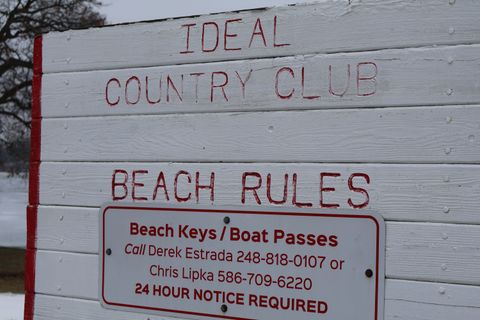 IDEAL
COUNTRY CLUB
BEACH RULES
Beach Keys / Boat Passes
Call Derek Estrada 248-818-0107 or
Chris Lipka 586-709-6220
24 HOUR NOTICE REQUIRED